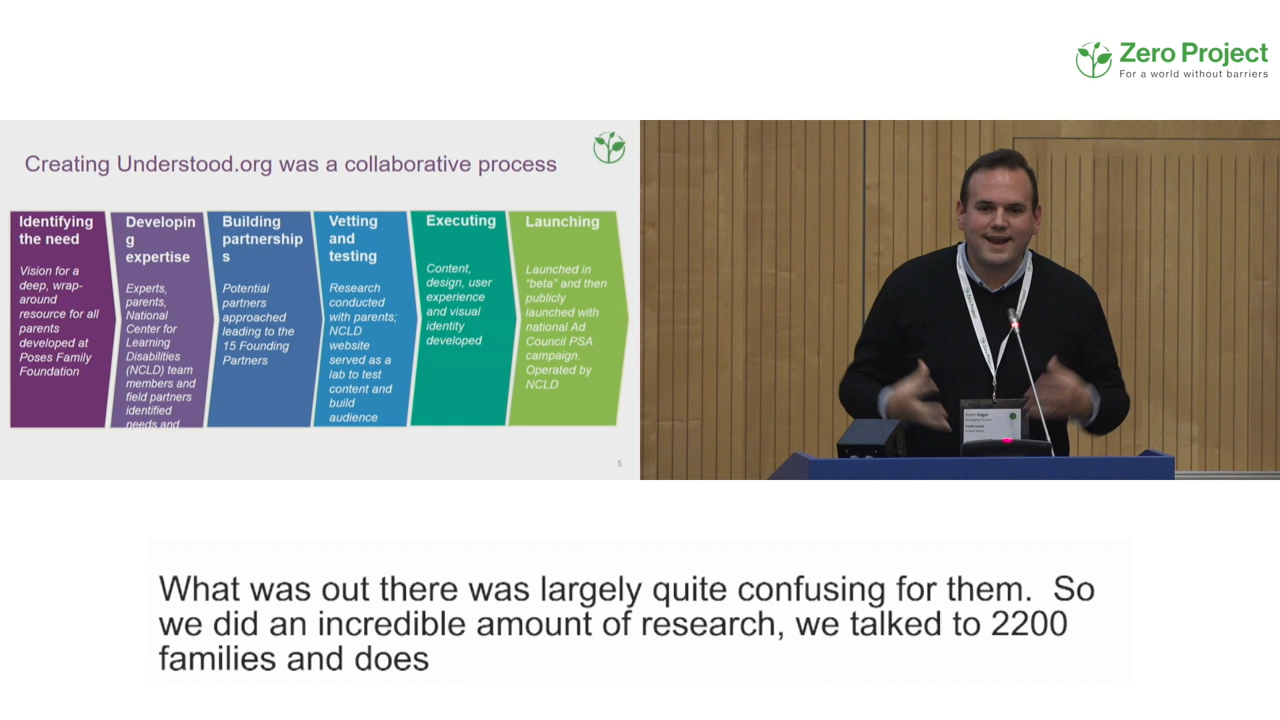 Zero Project
For a world without barriers
Creating Understood.org was a collaborative process
Identifying
the need
Vision for a
deep, wrap-
around
resource for all
parents
developed at
Poses Family
Foundation
Developin
g
expertise
Experts,
parents,
National
Center for
Learning
Disabilities
(NCLD) team
members and
field partners
identified
needs and
Building
partnership
s
Potential
partners
approached
leading to the
15 Founding
Partners
Vetting
and
testing
Research
conducted
with parents;
NCLD
website
served as a
lab to test
content and
build
audience
Executing
Content,
design, user
experience
and visual
identity
developed
Launching
Launched in
“beta” and then
publicly
launched with
national Ad
Council PSA
campaign.
Operated by
NCLD
5
What was out there was largely quite confusing for them. So
we did an incredible amount of research, we talked to 2200
families and does